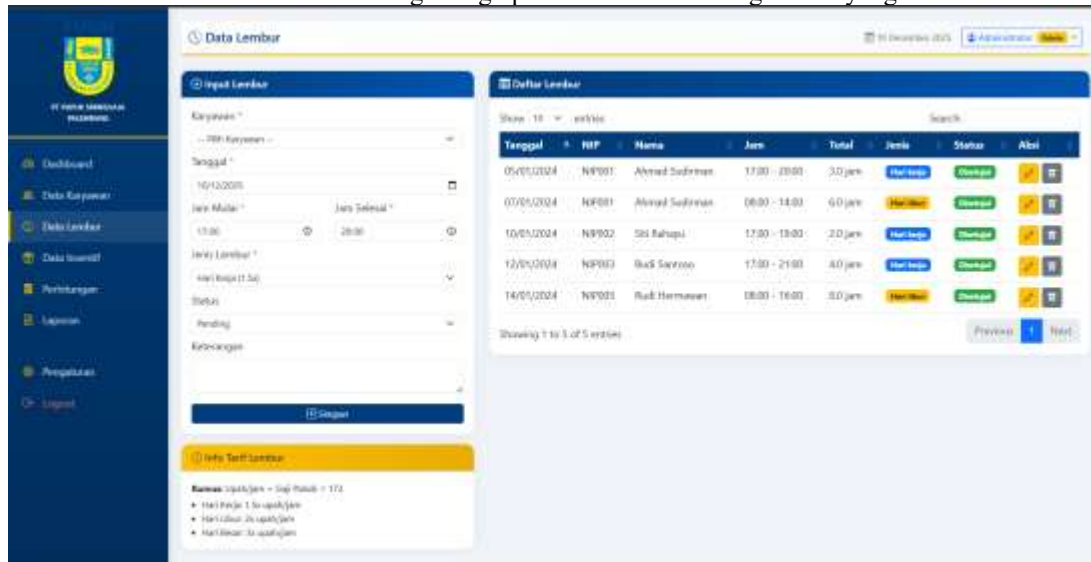 Data Lembur
10 Desember 2025
Administrator
PT PUPUK SRIWIDJAJA
PALEMBANG
Dashboard
Data Karyawan
Data Lembur
Data Insentif
Perhitungan
Laporan
Pengaturan
Logout
Input Lembur
Karyawan *
-- Pilih Karyawan --
Tanggal *
10/12/2025
Jam Mulai * Jam Selesai *
17:00 20:00
Jenis Lembur *
Hari Kerja (1.5x)
Status
Pending
Keterangan
Simpan
Info Tarif Lembur
Rumus: Upah/jam = Gaji Pokok ÷ 173
Hari Kerja: 1.5x upah/jam
Hari Libur: 2x upah/jam
Hari Besar: 3x upah/jam
Daftar Lembur
Show 10 entries Search:
Tanggal NIP Nama Jam Total Jenis Status Aksi
05/01/2024 NIP001 Ahmad Sudirman 17:00 - 20:00 3.0 jam Hari Kerja Disetujui
07/01/2024 NIP001 Ahmad Sudirman 08:00 - 14:00 6.0 jam Hari libur Disetujui
10/01/2024 NIP002 Siti Rahayu 17:00 - 19:00 2.0 jam Hari kerja Disetujui
12/01/2024 NIP003 Budi Santoso 17:00 - 21:00 4.0 jam Hari kerja Disetujui
14/01/2024 NIP005 Rudi Hermawan 08:00 - 16:00 8.0 jam Hari libur Disetujui
Showing 1 to 5 of 5 entries
Previous 1 Next